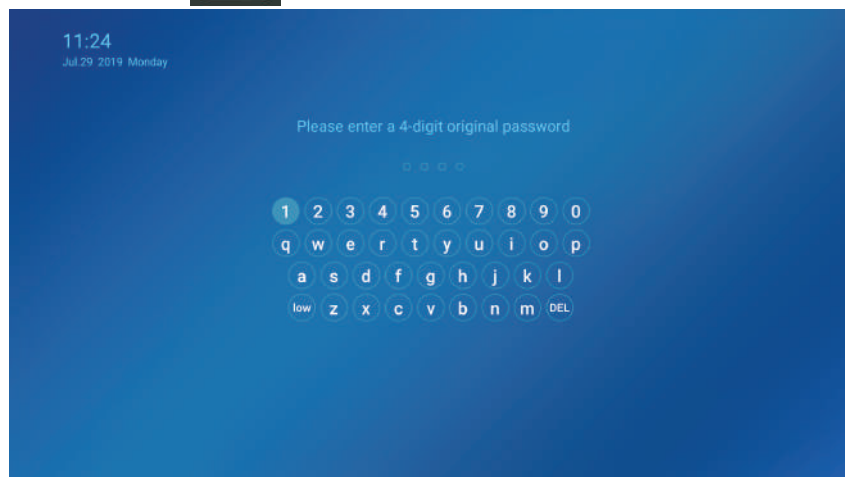 11:24
Jul.29 2019 Monday
Please enter a 4-digit original password
1 2 3 4 5 6 7 8 9 0
q w e r t y u i o p
a s d f g h j k l
low z x c v b n m DEL